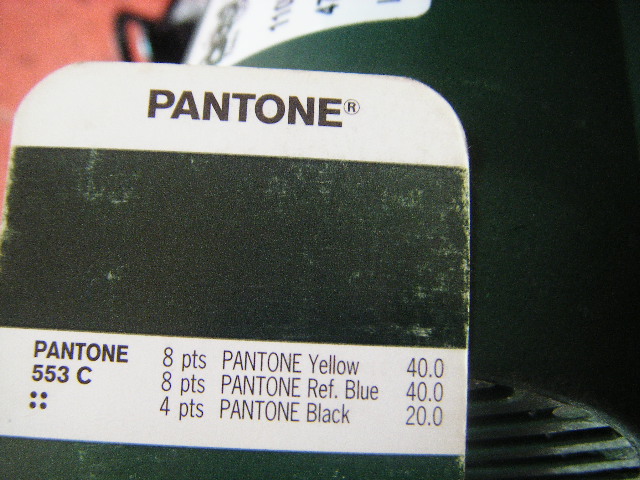 PANTONE®
PANTONE 8 pts PANTONE Yellow 40.0
553 C 8 pts PANTONE Ref. Blue 40.0
4 pts PANTONE Black 20.0